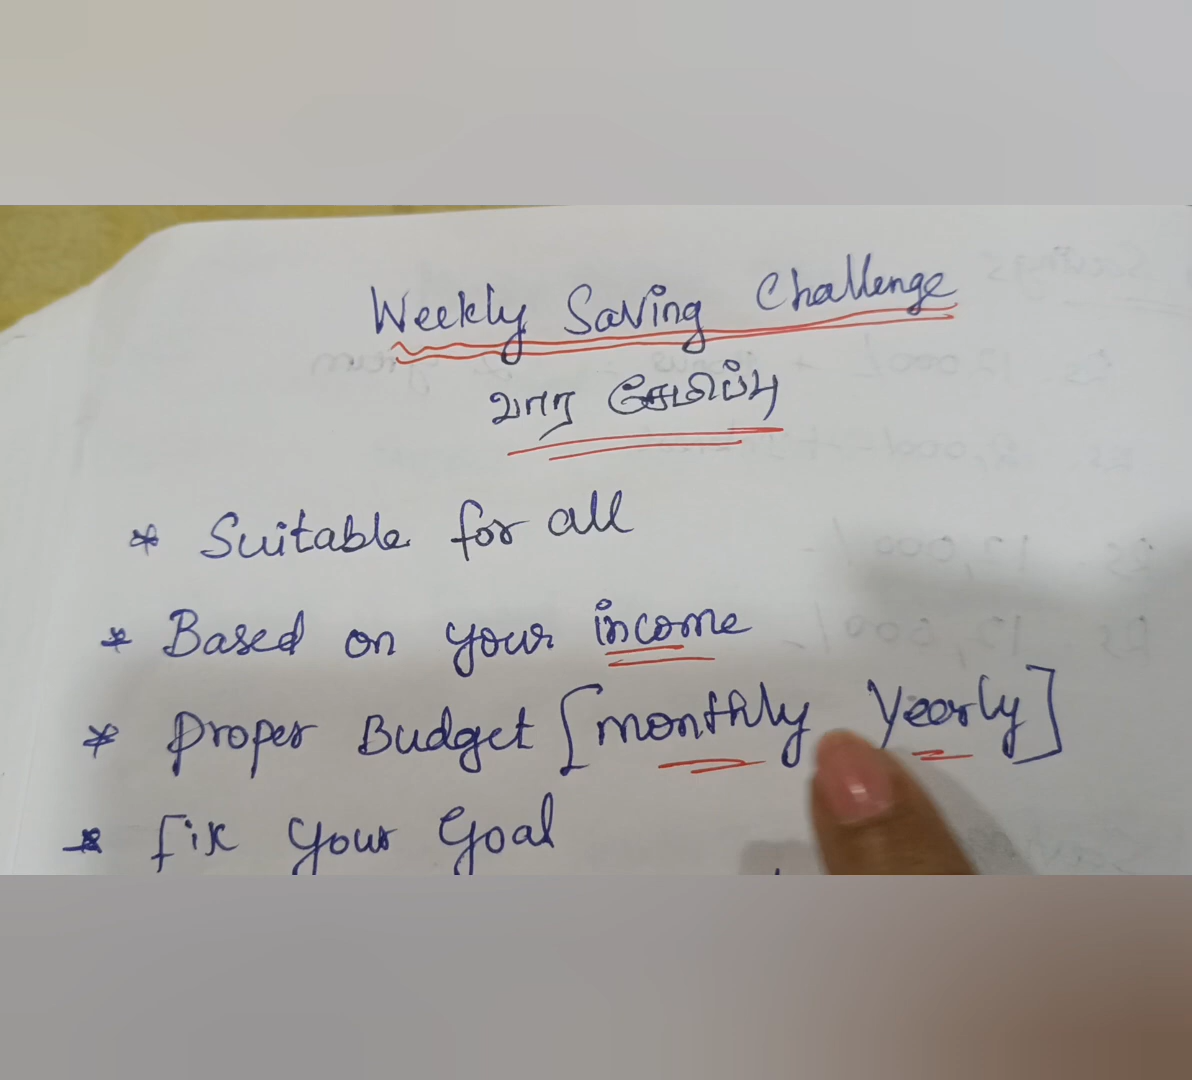 Weekly Saving Challenge
வார சேமிப்பு
* Suitable for all
* Based on your income
* Proper Budget [monthly Yearly]
* Fix your Goal